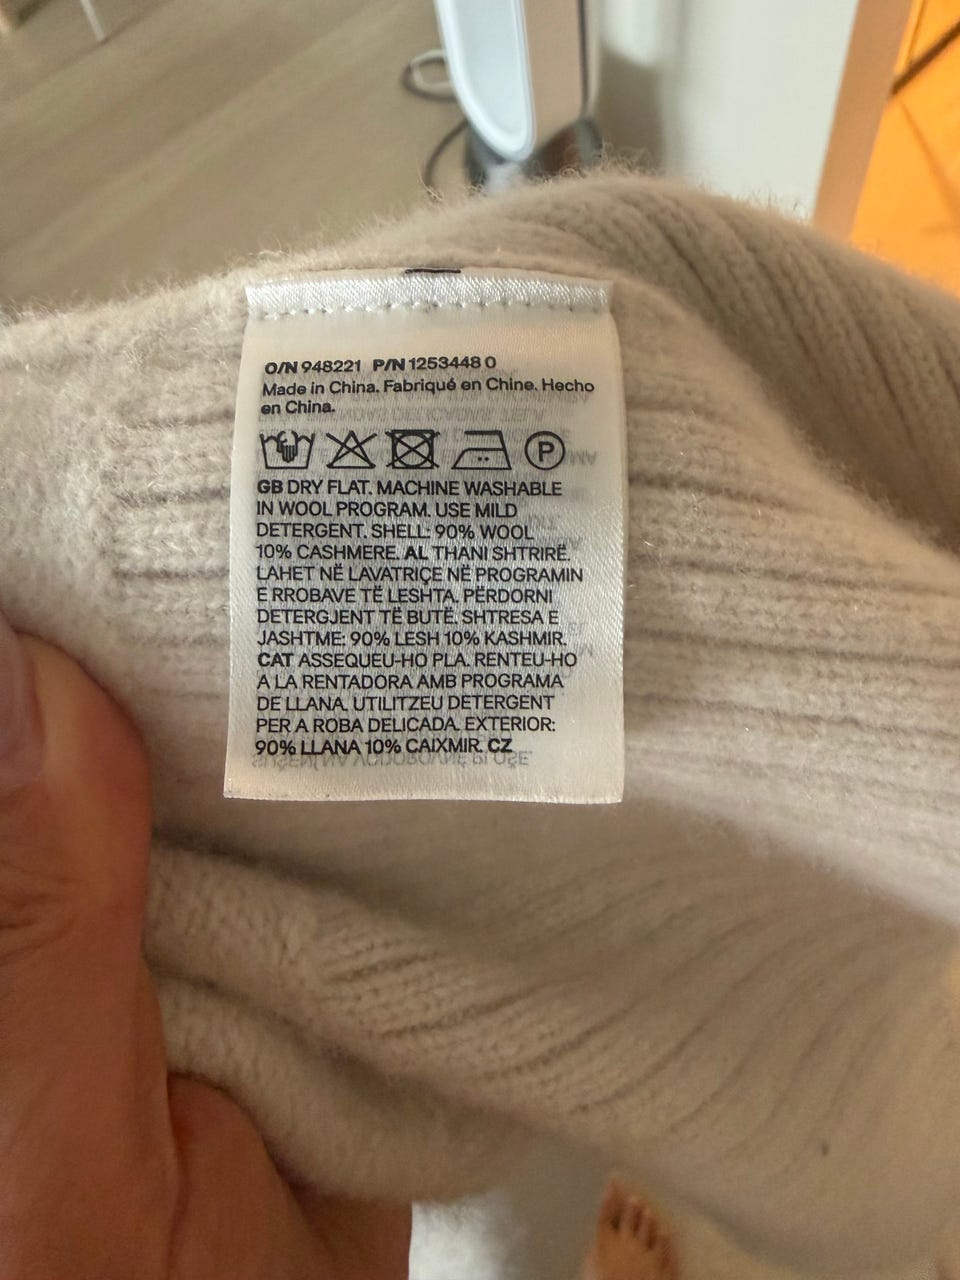 O/N 948221 P/N 1253448 0
Made in China. Fabriqué en Chine. Hecho
en China.
P
GB DRY FLAT. MACHINE WASHABLE
IN WOOL PROGRAM. USE MILD
DETERGENT. SHELL: 90% WOOL
10% CASHMERE. AL THANI SHTRIRË.
LAHET NË LAVATRIÇE NË PROGRAMIN
E RROBAVE TË LESHTA. PËRDORNI
DETERGJENT TË BUTË. SHTRESA E
JASHTME: 90% LESH 10% KASHMIR.
CAT ASSEQUEU-HO PLA. RENTEU-HO
A LA RENTADORA AMB PROGRAMA
DE LLANA. UTILITZEU DETERGENT
PER A ROBA DELICADA. EXTERIOR:
90% LLANA 10% CAIXMIR. CZ